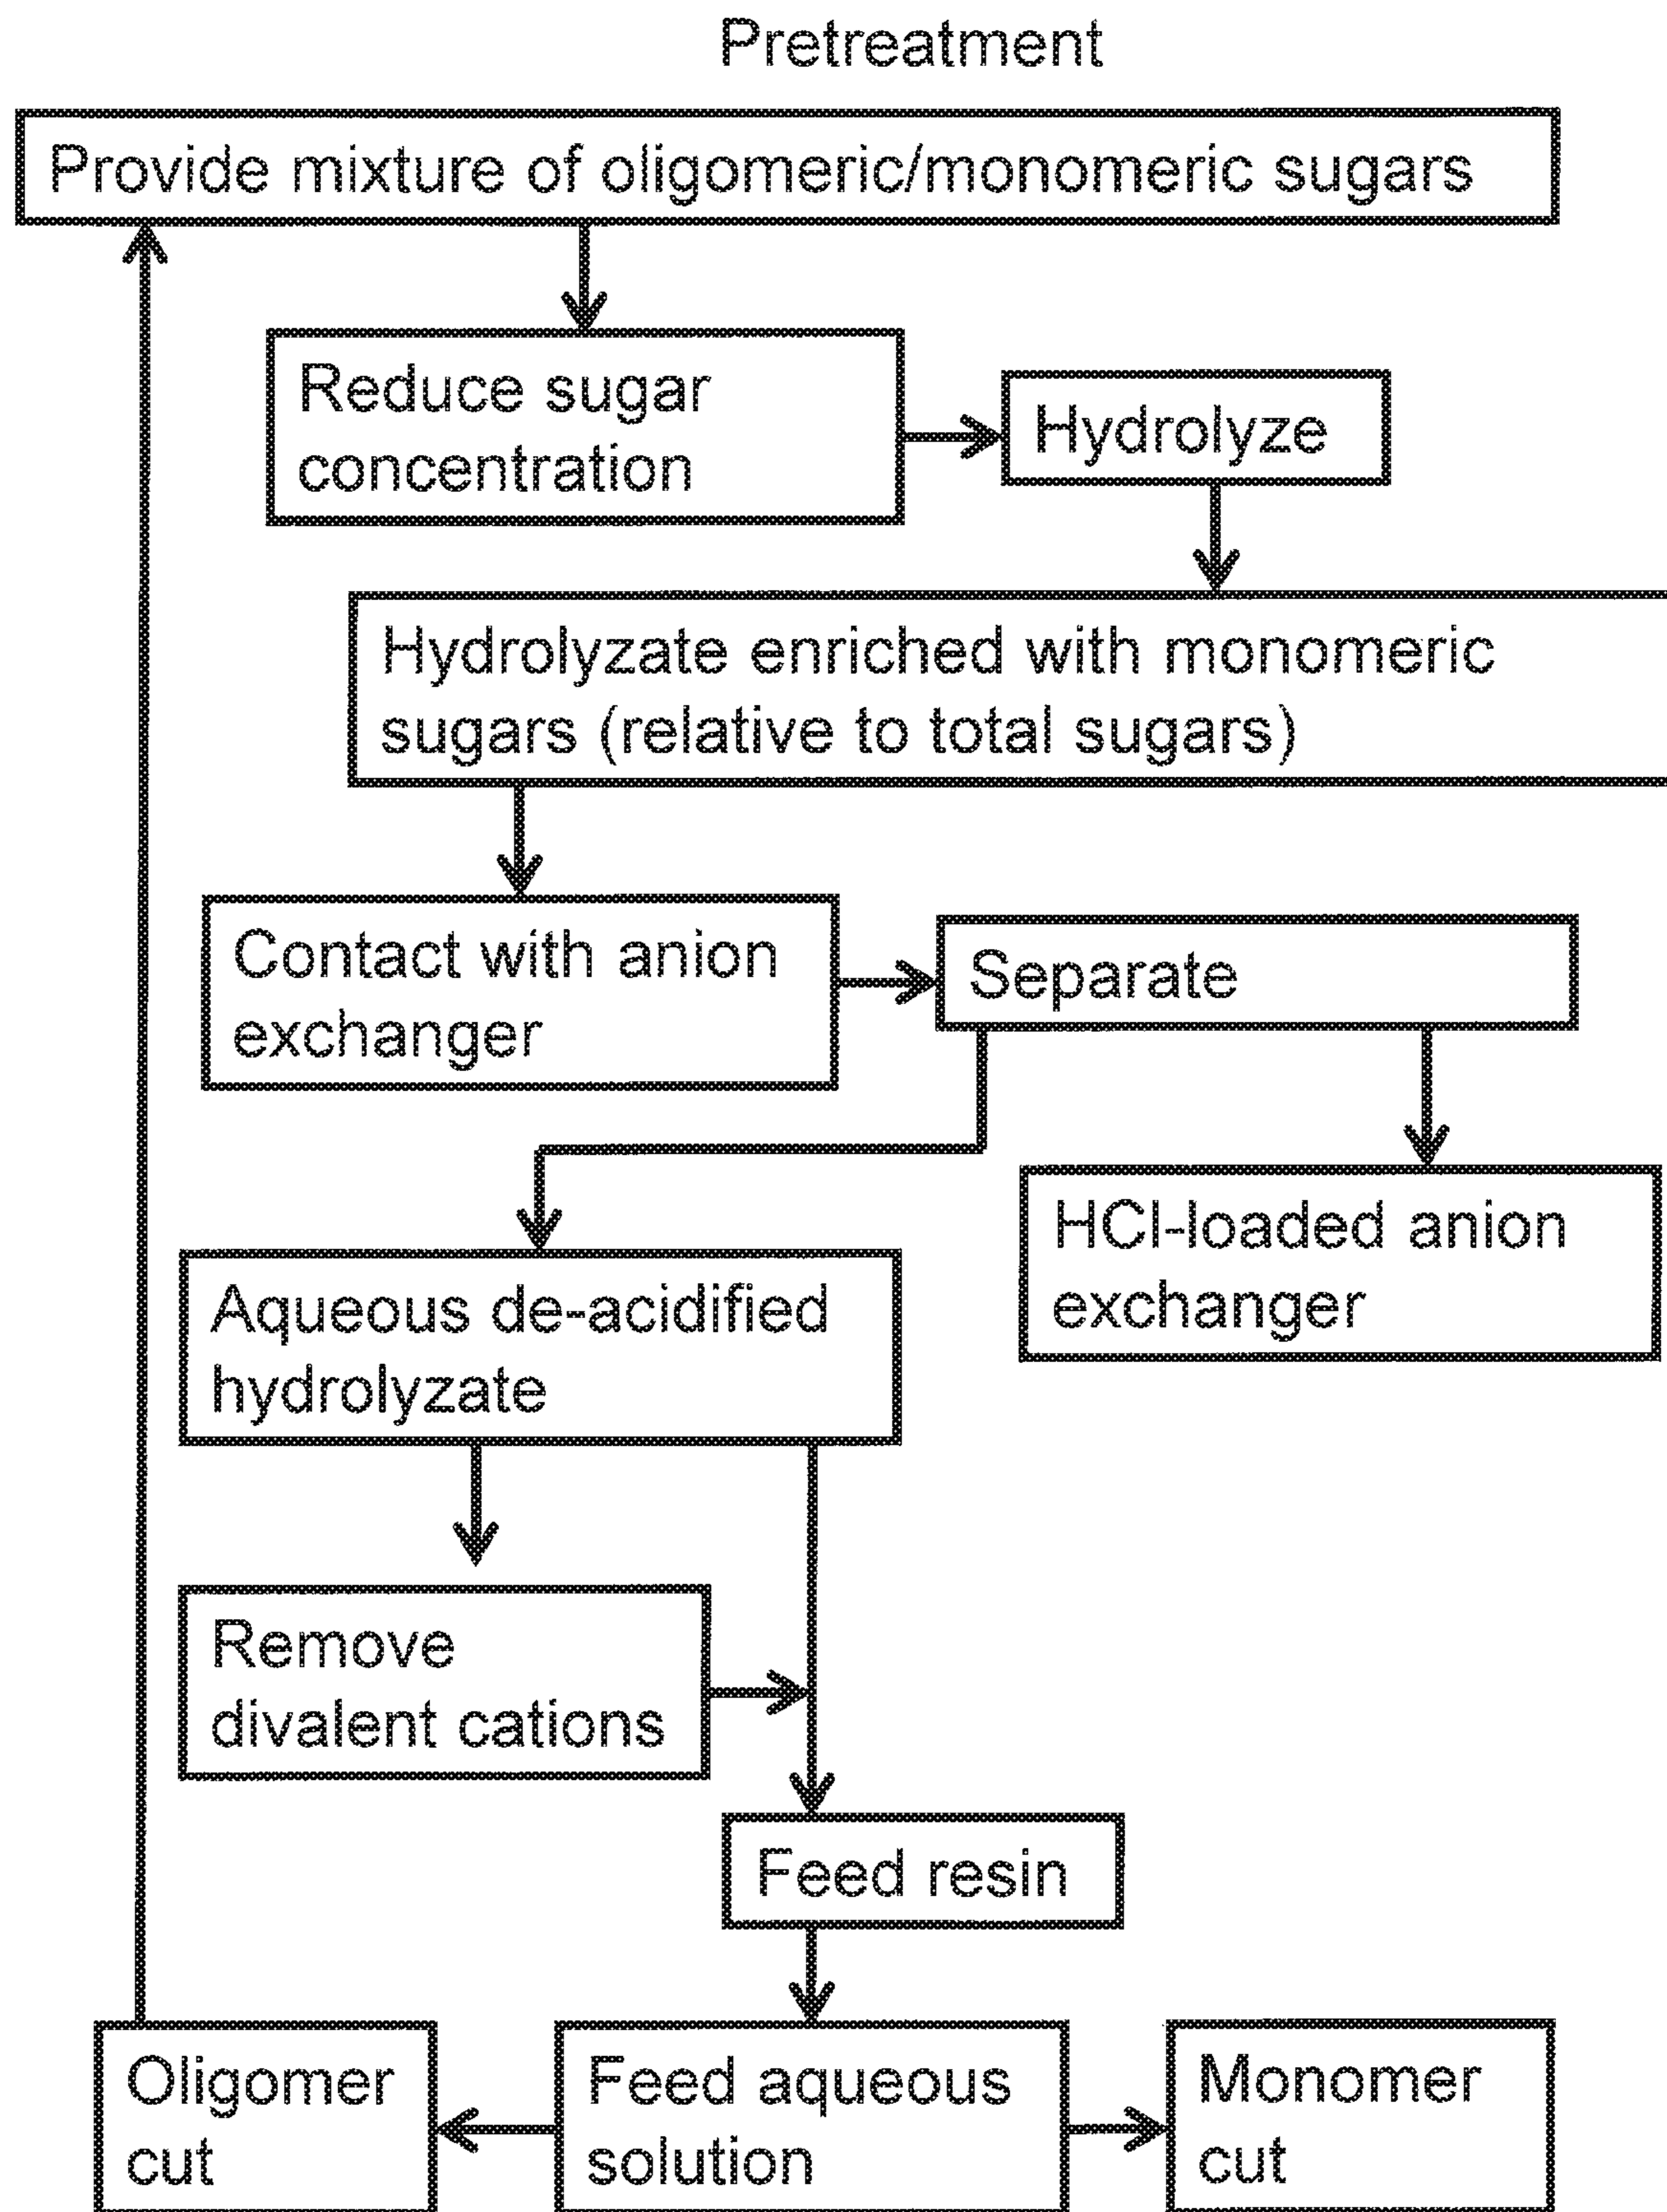 Pretreatment
Provide mixture of oligomeric/monomeric sugars
Reduce sugar
concentration
Hydrolyze
Hydrolyzate enriched with monomeric
sugars (relative to total sugars)
Contact with anion
exchanger
Separate
HCl-loaded anion
exchanger
Aqueous de-acidified
hydrolyzate
Remove
divalent cations
Feed resin
Oligomer
cut
Feed aqueous
solution
Monomer
cut